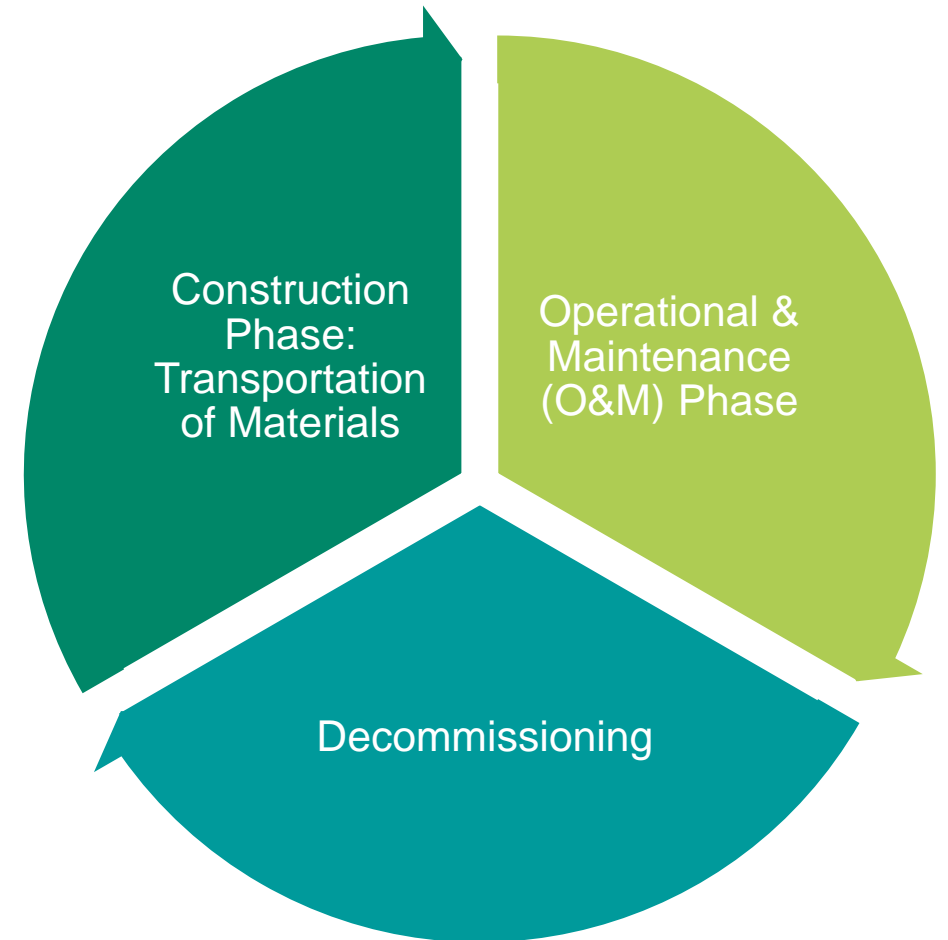 Construction
Phase:
Transportation
of Materials
Operational &
Maintenance
(O&M) Phase
Decommissioning